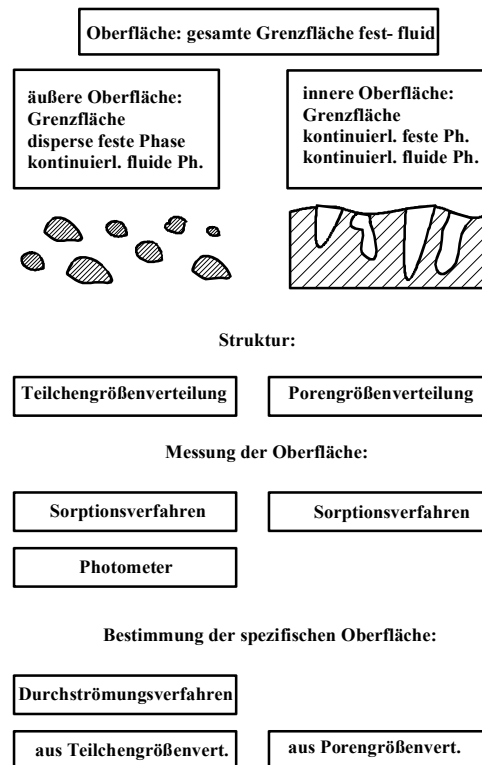 Oberfläche: gesamte Grenzfläche fest- fluid
äußere Oberfläche:
Grenzfläche
disperse feste Phase
kontinuierl. fluide Ph.
innere Oberfläche:
Grenzfläche
kontinuierl. feste Ph.
kontinuierl. fluide Ph.
Struktur:
Teilchengrößenverteilung
Porengrößenverteilung
Messung der Oberfläche:
Sorptionsverfahren
Sorptionsverfahren
Photometer
Bestimmung der spezifischen Oberfläche:
Durchströmungsverfahren
aus Teilchengrößenvert.
aus Porengrößenvert.